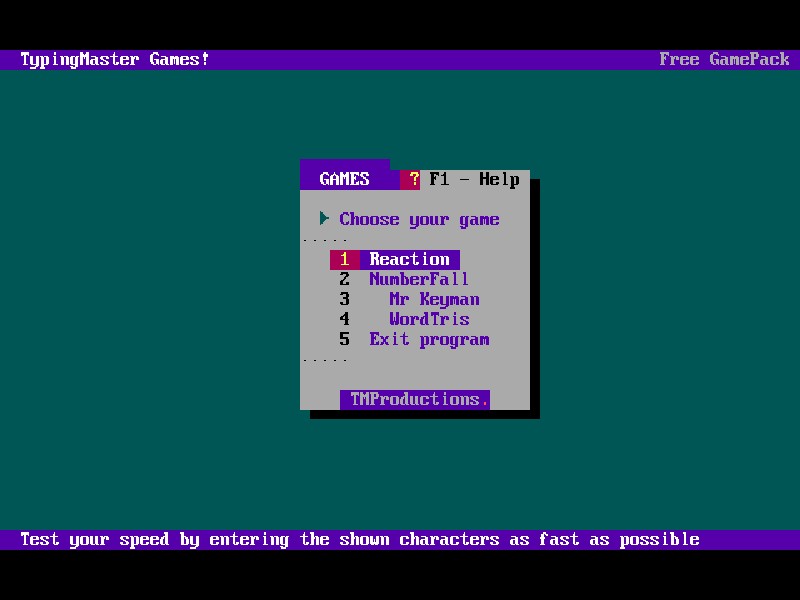 TypingMaster Games!
Free GamePack
GAMES ? F1 - Help
Choose your game
.....
1 Reaction
2 NumberFall
3 Mr Keyman
4 WordTris
5 Exit program
.....
TMProductions.
Test your speed by entering the shown characters as fast as possible